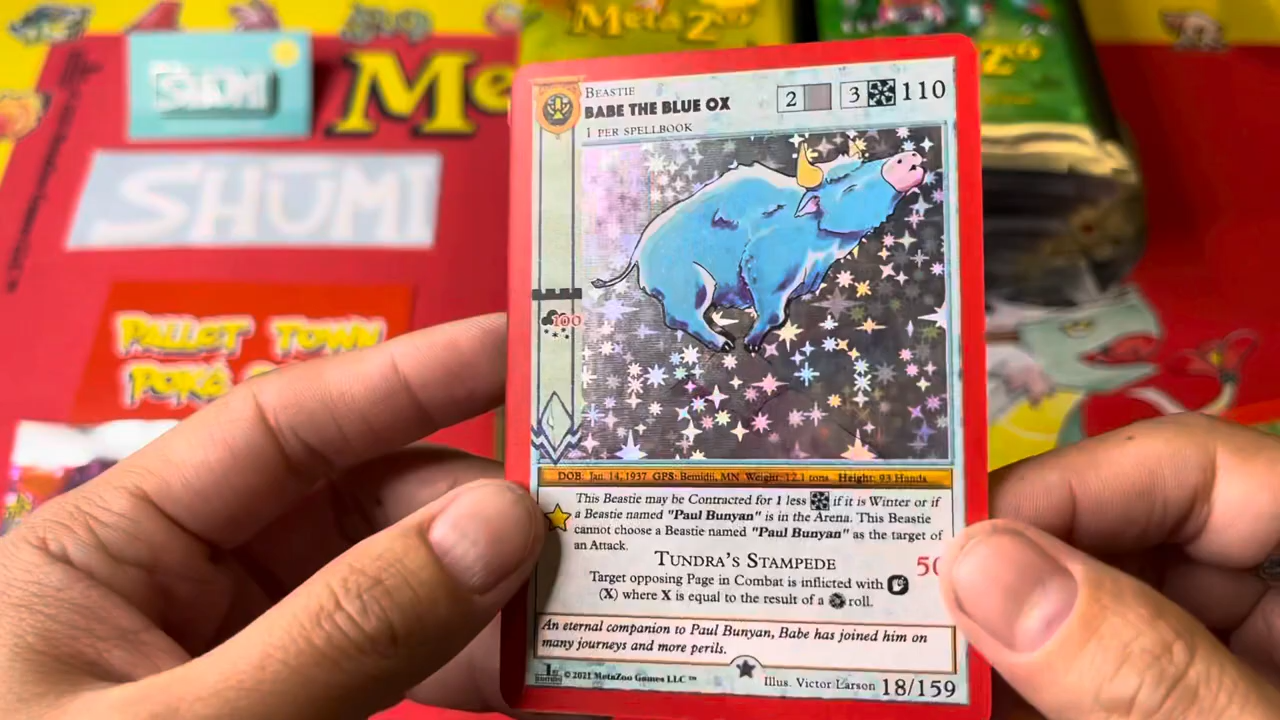 MetaZoo
SHUMI
Me
SHUMI
PALLET TOWN
BEASTIE
BABE THE BLUE OX
1 PER SPELLBOOK
2
3
110
100
DOB: Jan. 14, 1937 GPS: Bemidji, MN Weight: 12.1 tons Height: 93 Hands
This Beastie may be Contracted for 1 less if it is Winter or if
a Beastie named "Paul Bunyan" is in the Arena. This Beastie
cannot choose a Beastie named "Paul Bunyan" as the target of
an Attack.
TUNDRA'S STAMPEDE
50
Target opposing Page in Combat is inflicted with
(X) where X is equal to the result of a roll.
An eternal companion to Paul Bunyan, Babe has joined him on
many journeys and more perils.
1st
EDITION
© 2021 MetaZoo Games LLC ™
Illus. Victor Larson 18/159